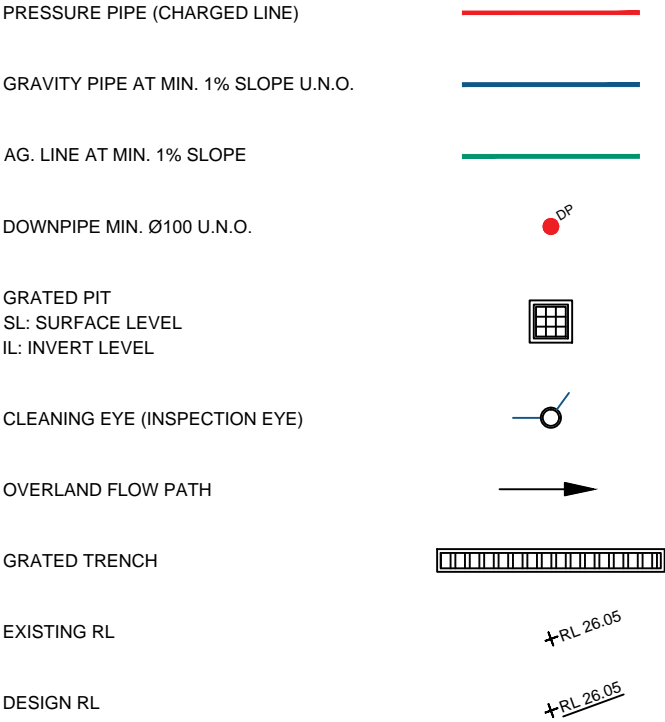 PRESSURE PIPE (CHARGED LINE)
GRAVITY PIPE AT MIN. 1% SLOPE U.N.O.
AG. LINE AT MIN. 1% SLOPE
DOWNPIPE MIN. Ø100 U.N.O.
DP
GRATED PIT
SL: SURFACE LEVEL
IL: INVERT LEVEL
CLEANING EYE (INSPECTION EYE)
OVERLAND FLOW PATH
GRATED TRENCH
EXISTING RL
RL 26.05
DESIGN RL
RL 26.05